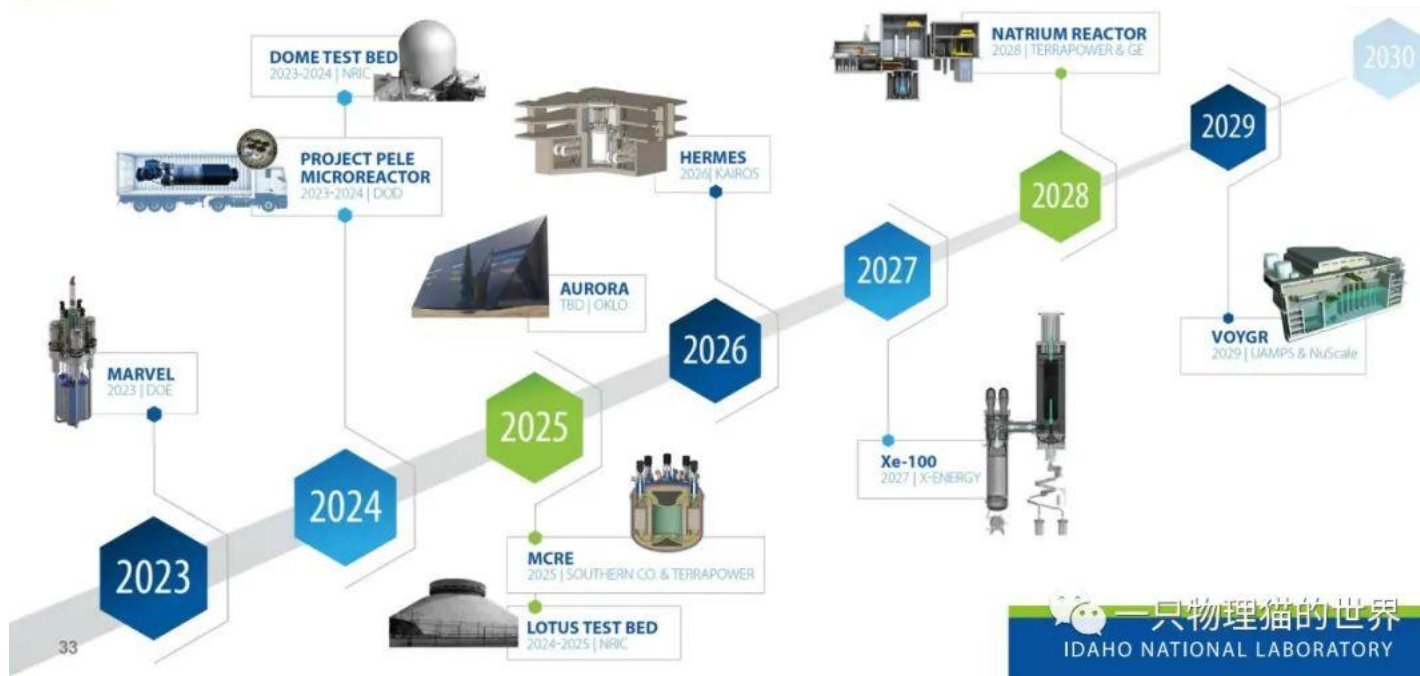 DOME TEST BED
2023-2024 | NRIC
PROJECT PELE
MICROREACTOR
2023-2024 | DOD
MARVEL
2023 | DOE
HERMES
2026| KAIROS
AURORA
TBD | OKLO
NATRIUM REACTOR
2028 | TERRAPOWER & GE
2030
2029
2028
2027
2026
2025
2024
2023
VOYGR
2029 | UAMPS & NuScale
Xe-100
2027 | X-ENERGY
MCRE
2025 | SOUTHERN CO. & TERRAPOWER
LOTUS TEST BED
2024-2025 | NRIC
33
一只物理猫的世界
IDAHO NATIONAL LABORATORY